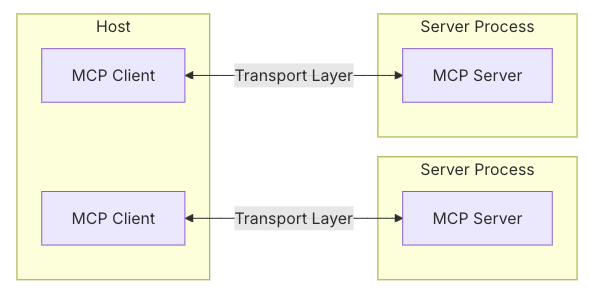 Host
MCP Client
Transport Layer
Server Process
MCP Server
MCP Client
Transport Layer
Server Process
MCP Server